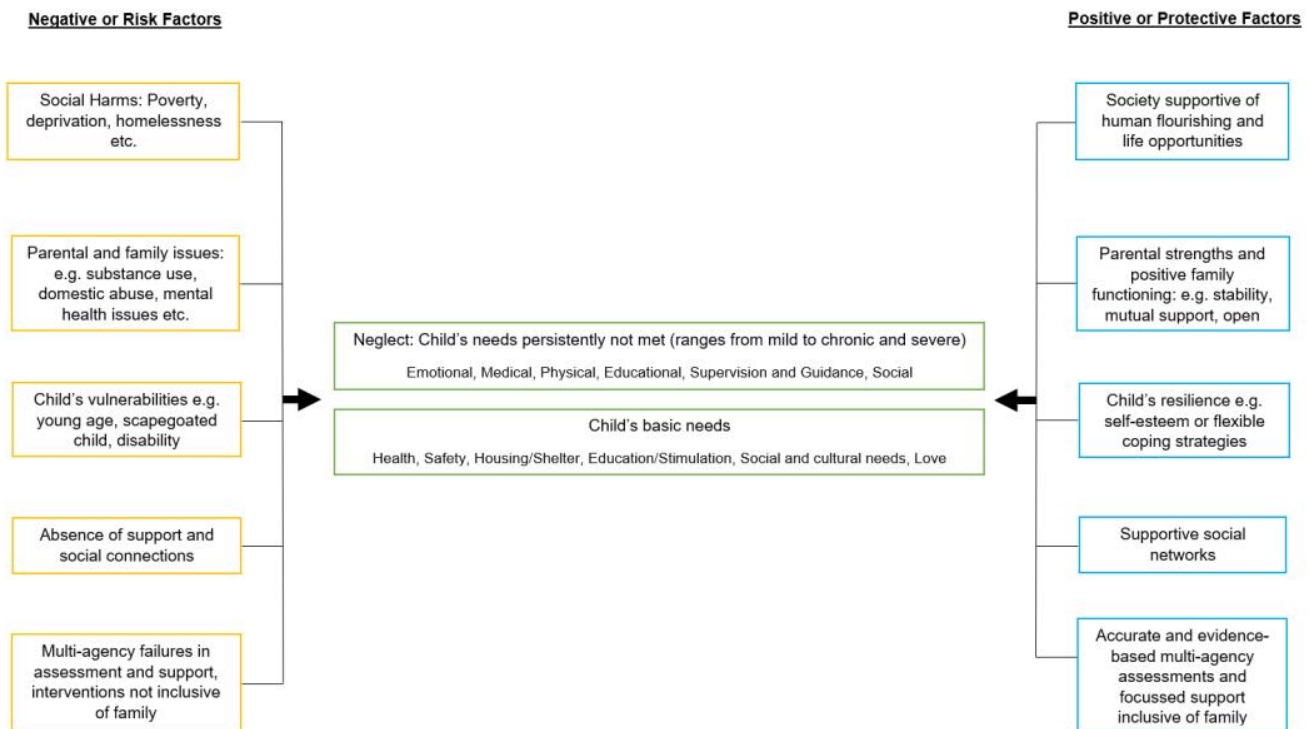 Negative or Risk Factors
Positive or Protective Factors
Social Harms: Poverty,
deprivation, homelessness
etc.
Society supportive of
human flourishing and
life opportunities
Parental and family issues:
e.g. substance use,
domestic abuse, mental
health issues etc.
Parental strengths and
positive family
functioning: e.g. stability,
mutual support, open
Neglect: Child's needs persistently not met (ranges from mild to chronic and severe)
Emotional, Medical, Physical, Educational, Supervision and Guidance, Social
Child's vulnerabilities e.g.
young age, scapegoated
child, disability
Child's resilience e.g.
self-esteem or flexible
coping strategies
Child's basic needs
Health, Safety, Housing/Shelter, Education/Stimulation, Social and cultural needs, Love
Absence of support and
social connections
Supportive social
networks
Multi-agency failures in
assessment and support,
interventions not inclusive
of family
Accurate and evidence-
based multi-agency
assessments and
focussed support
inclusive of family